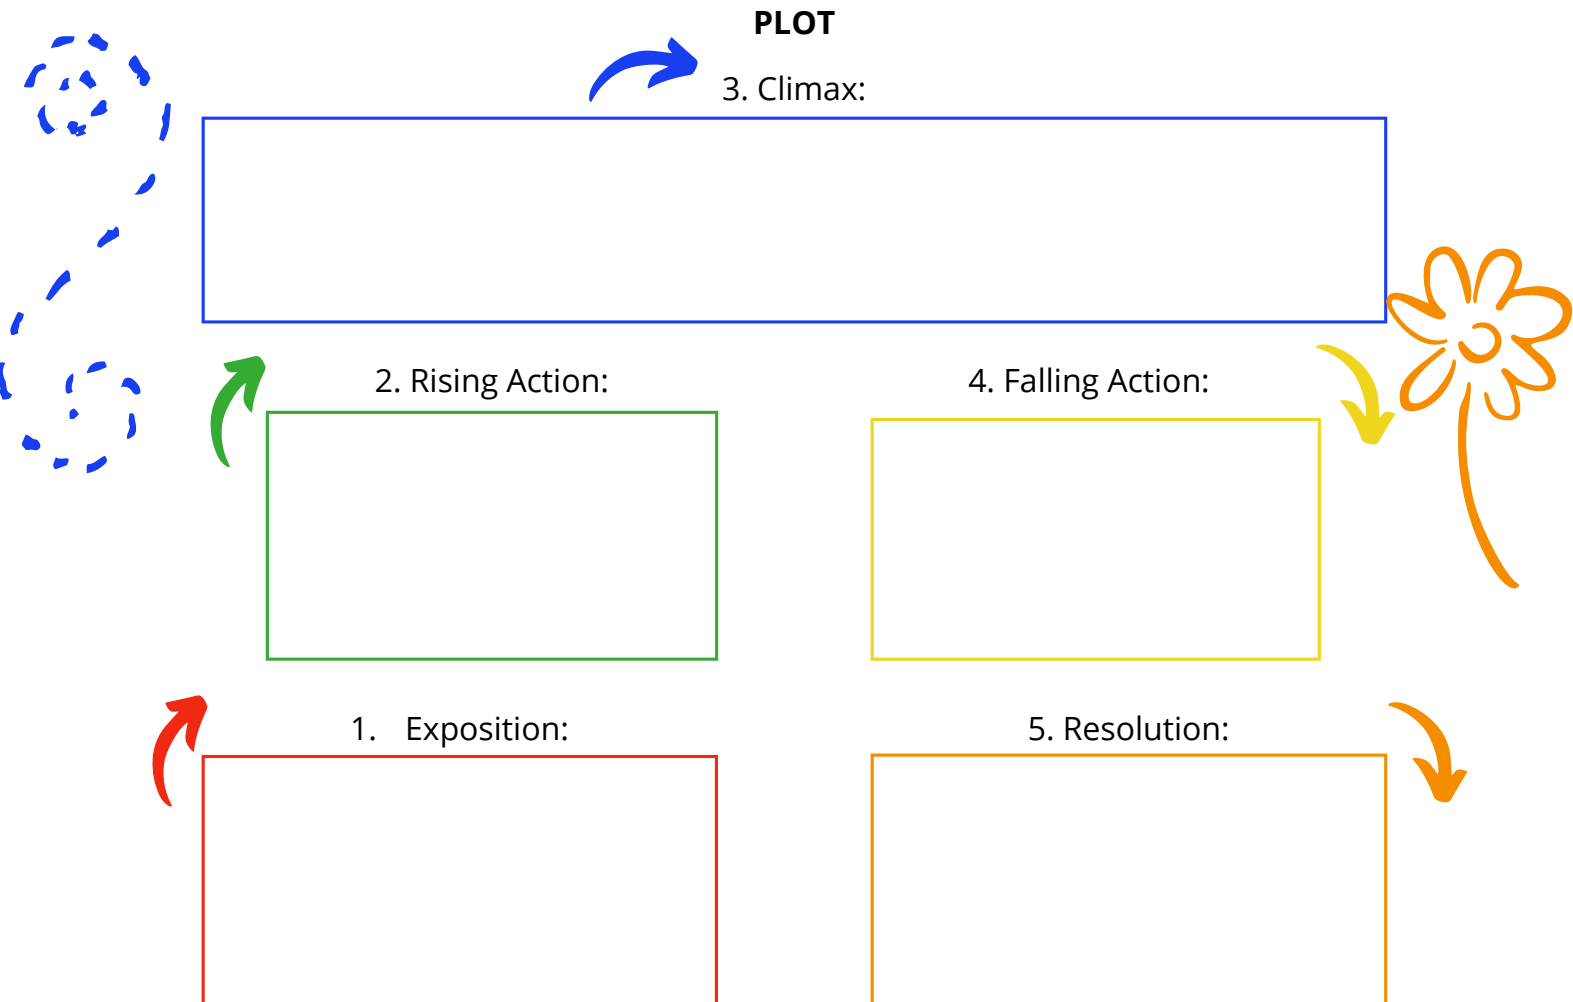 PLOT
3. Climax:
2. Rising Action:
4. Falling Action:
1. Exposition:
5. Resolution: